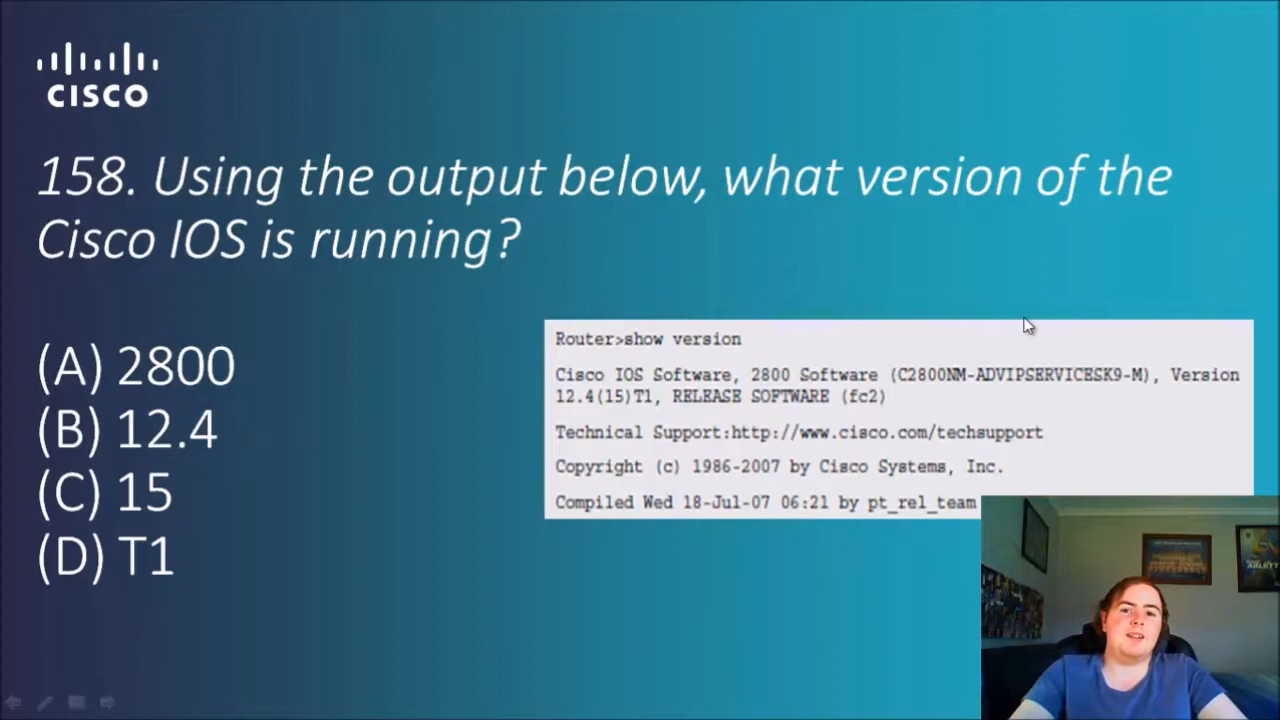 CISCO
158. Using the output below, what version of the
Cisco IOS is running?
(A) 2800
(B) 12.4
(C) 15
(D) T1
Router>show version
Cisco IOS Software, 2800 Software (C2800NM-ADVIPSERVICESK9-M), Version
12.4(15)T1, RELEASE SOFTWARE (fc2)
Technical Support:http://www.cisco.com/techsupport
Copyright (c) 1986-2007 by Cisco Systems, Inc.
Compiled Wed 18-Jul-07 06:21 by pt_rel_team
ABLETT